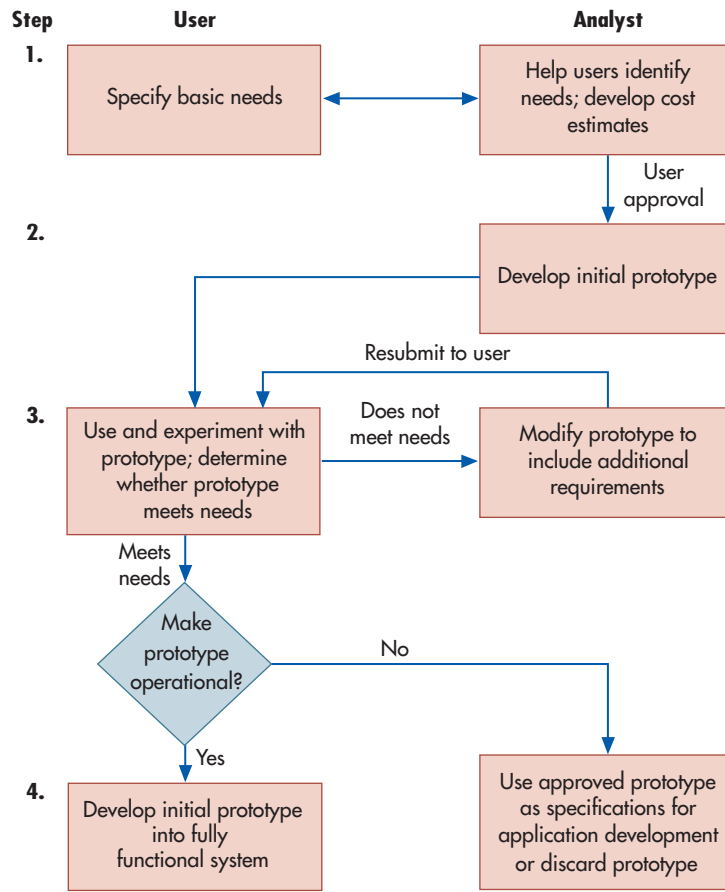 Step
User
Analyst
1.
Specify basic needs
Help users identify
needs; develop cost
estimates
User
approval
2.
Develop initial prototype
Resubmit to user
3.
Use and experiment with
prototype; determine
whether prototype
meets needs
Does not
meet needs
Modify prototype to
include additional
requirements
Meets
needs
Make
prototype
operational?
No
Yes
4.
Develop initial prototype
into fully
functional system
Use approved prototype
as specifications for
application development
or discard prototype